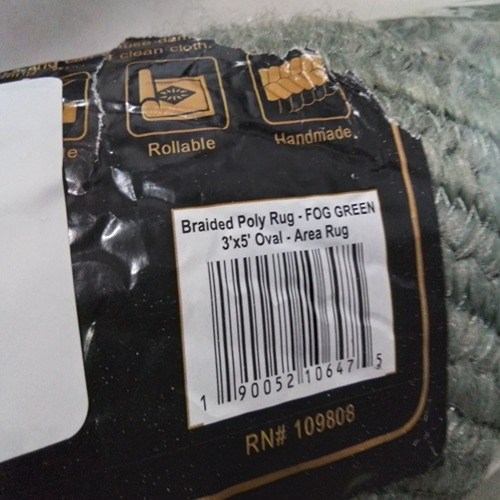 clean cloth.
Rollable
Handmade
Braided Poly Rug - FOG GREEN
3'x5' Oval - Area Rug
1 90052 10647 5
RN# 109808